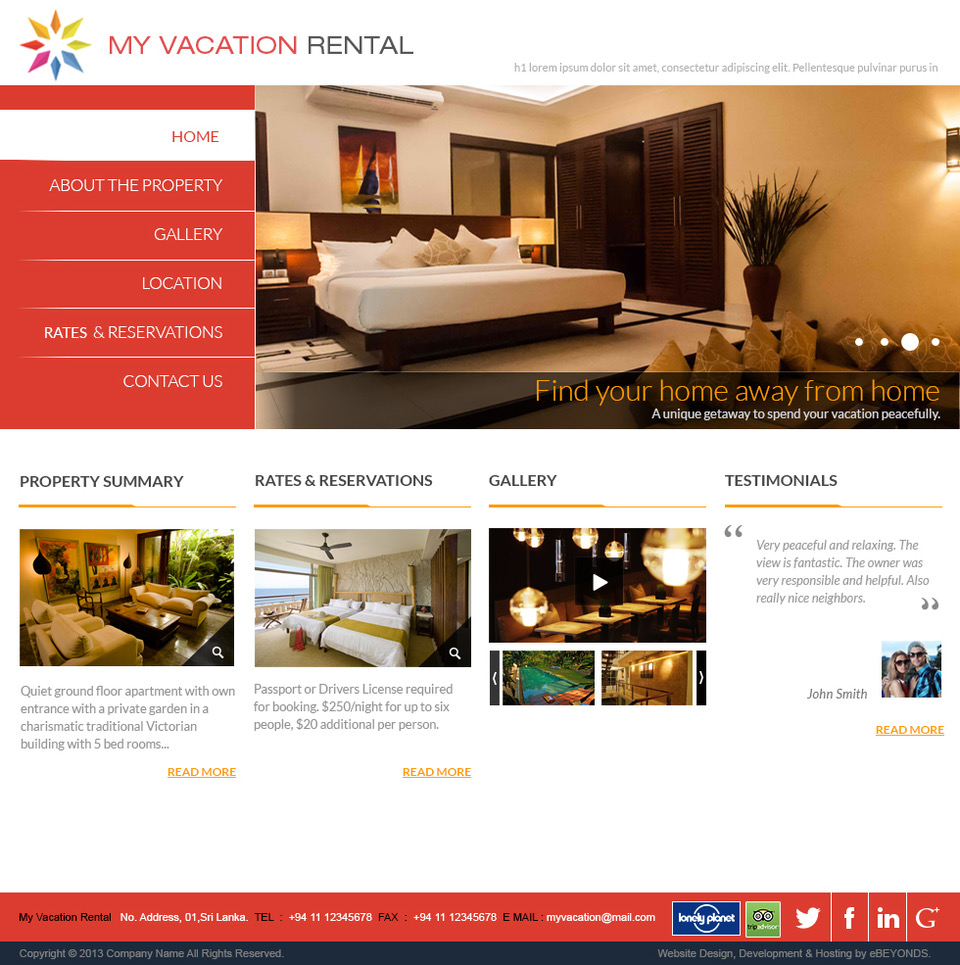 MY VACATION RENTAL
h1 lorem ipsum dolor sit amet, consectetur adipiscing elit. Pellentesque pulvinar purus in
HOME
ABOUT THE PROPERTY
GALLERY
LOCATION
RATES & RESERVATIONS
CONTACT US
Find your home away from home
A unique getaway to spend your vacation peacefully.
PROPERTY SUMMARY
Quiet ground floor apartment with own
entrance with a private garden in a
charismatic traditional Victorian
building with 5 bed rooms...
READ MORE
RATES & RESERVATIONS
Passport or Drivers License required
for booking. $250/night for up to six
people, $20 additional per person.
READ MORE
GALLERY
TESTIMONIALS
“ Very peaceful and relaxing. The
view is fantastic. The owner was
very responsible and helpful. Also
really nice neighbors. ”
John Smith
READ MORE
My Vacation Rental No. Address, 01,Sri Lanka. TEL : +94 11 12345678 FAX : +94 11 12345678 E MAIL : myvacation@mail.com
lonely planet
tripadvisor
f
in
G+
Copyright © 2013 Company Name All Rights Reserved.
Website Design, Development & Hosting by eBEYONDS.